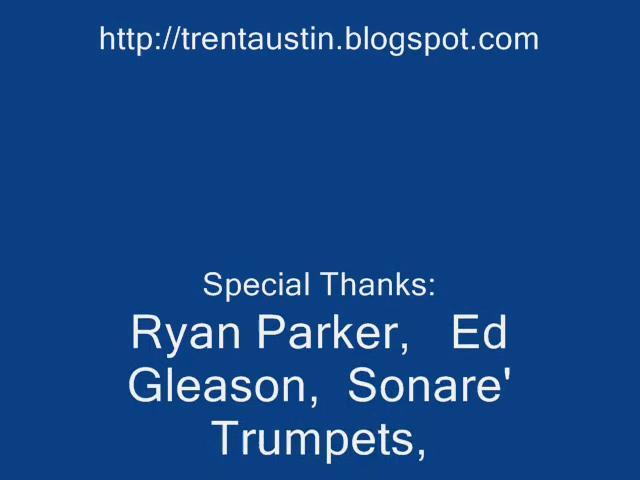 http://trentaustin.blogspot.com
Special Thanks:
Ryan Parker,   Ed
Gleason,  Sonare'
Trumpets,